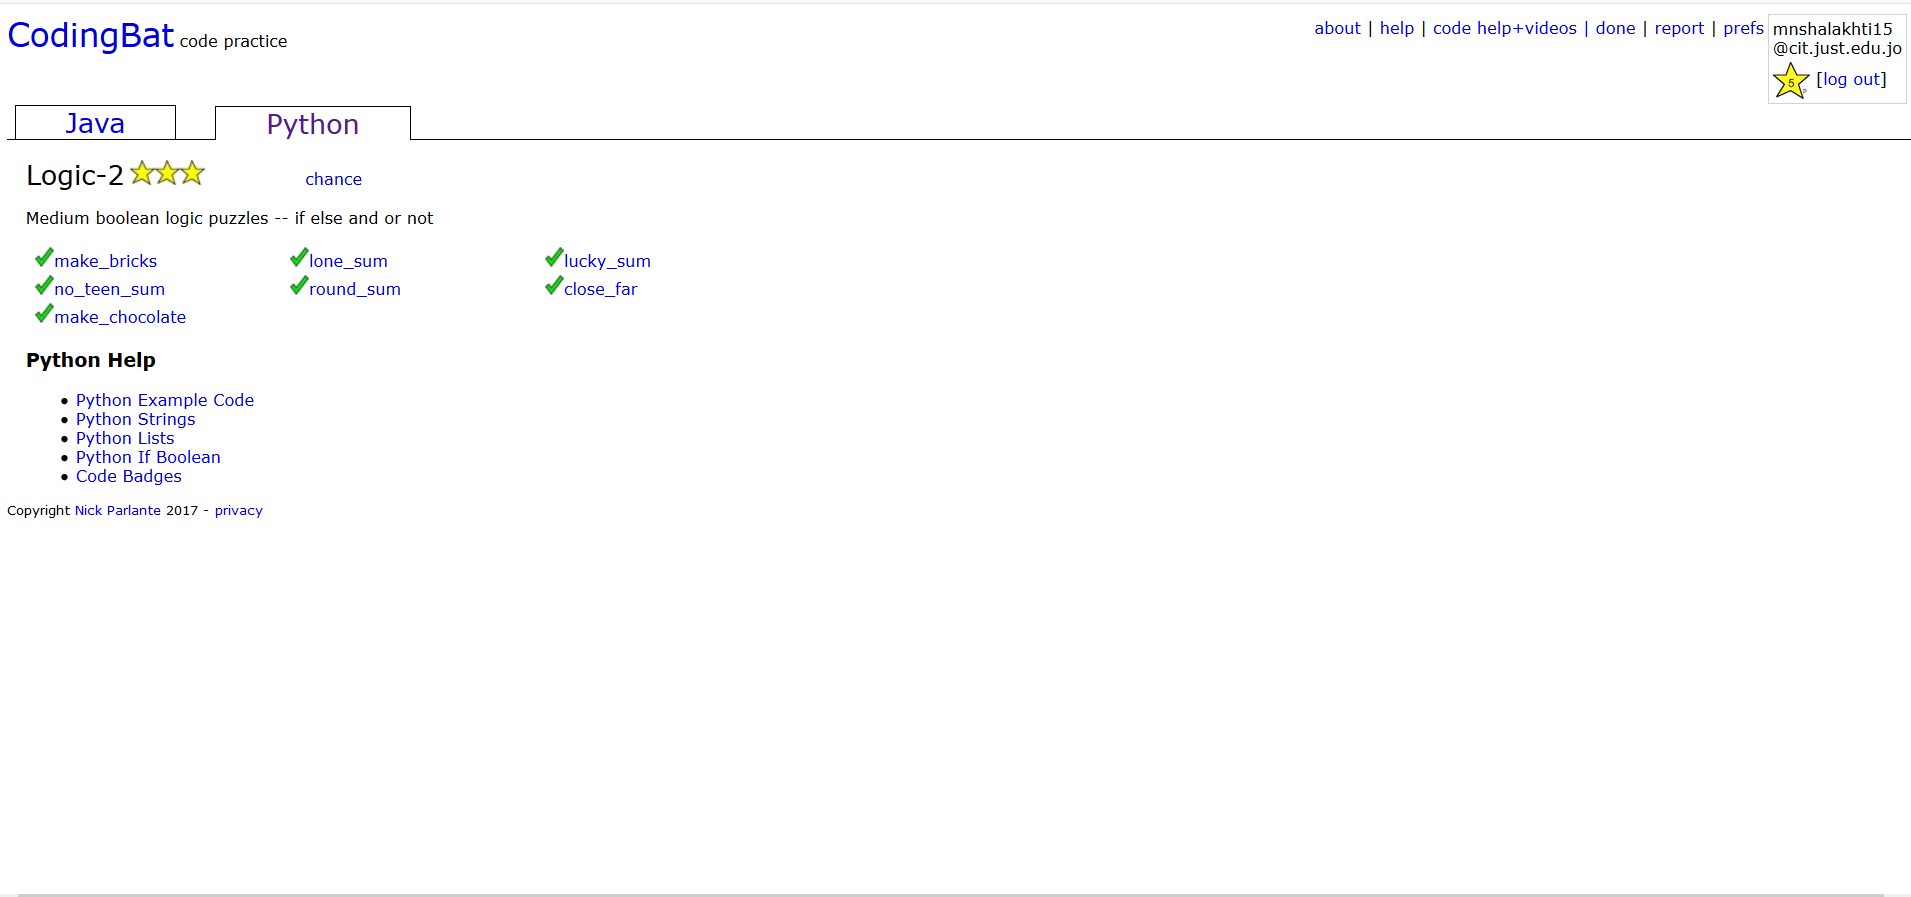 CodingBat code practice
about | help | code help+videos | done | report | prefs
mnshalakhti15
@cit.just.edu.jo
5 [log out]
Java
Python
Logic-2
chance
Medium boolean logic puzzles -- if else and or not
make_bricks lone_sum lucky_sum
no_teen_sum round_sum close_far
make_chocolate
Python Help
• Python Example Code
• Python Strings
• Python Lists
• Python If Boolean
• Code Badges
Copyright Nick Parlante 2017 - privacy